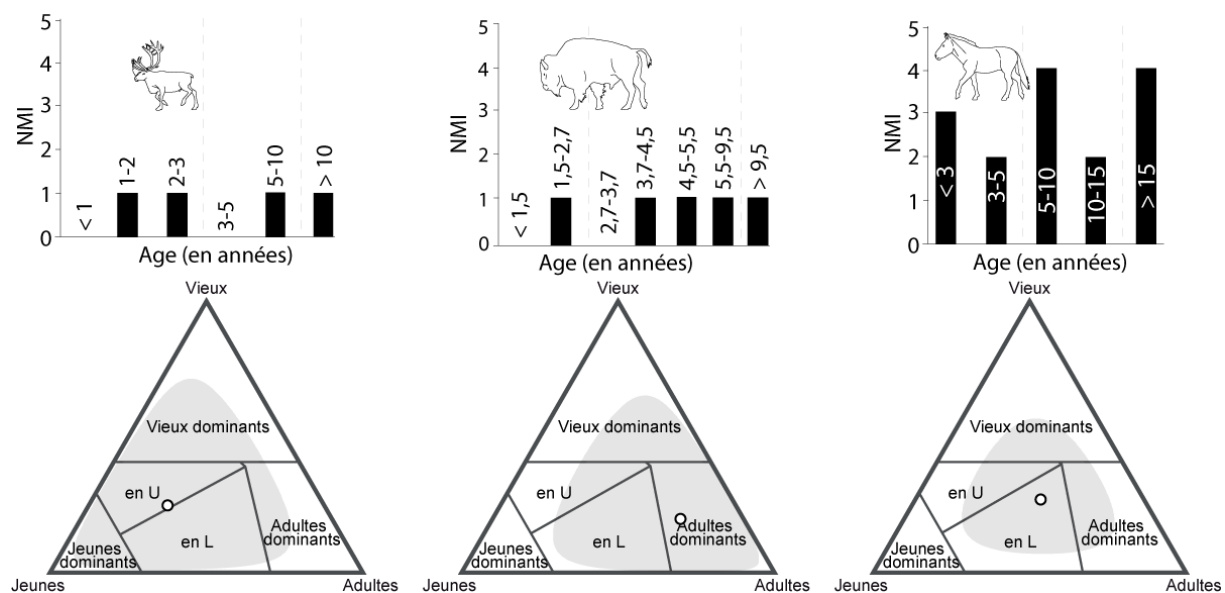 5
4
3
2
1
0
NMI
< 1
1-2
2-3
3-5
5-10
> 10
Age (en années)
5
4
3
2
1
0
NMI
< 1,5
1,5-2,7
2,7-3,7
3,7-4,5
4,5-5,5
5,5-9,5
> 9,5
Age (en années)
5
4
3
2
1
0
NMI
< 3
3-5
5-10
10-15
> 15
Age (en années)
Vieux
Vieux dominants
en U
en L
Jeunes
dominants
Adultes
dominants
Jeunes
Adultes
Vieux
Vieux dominants
en U
en L
Jeunes
dominants
Adultes
dominants
Jeunes
Adultes
Vieux
Vieux dominants
en U
en L
Jeunes
dominants
Adultes
dominants
Jeunes
Adultes